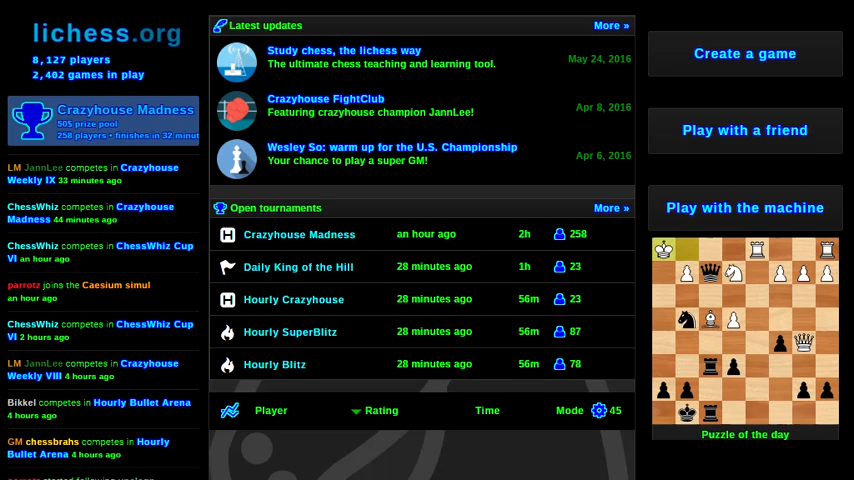 lichess.org
8,127 players
2,402 games in play
Crazyhouse Madness
50$ prize pool
258 players • finishes in 32 minut
LM JannLee competes in Crazyhouse
Weekly IX 33 minutes ago
ChessWhiz competes in Crazyhouse
Madness 44 minutes ago
ChessWhiz competes in ChessWhiz Cup
VI an hour ago
parrotz joins the Caesium simul
an hour ago
ChessWhiz competes in ChessWhiz Cup
VI 2 hours ago
LM JannLee competes in Crazyhouse
Weekly VIII 4 hours ago
Bikkel competes in Hourly Bullet Arena
4 hours ago
GM chessbrahs competes in Hourly
Bullet Arena 4 hours ago
Latest updates More »
Study chess, the lichess way May 24, 2016
The ultimate chess teaching and learning tool.
Crazyhouse FightClub Apr 8, 2016
Featuring crazyhouse champion JannLee!
Wesley So: warm up for the U.S. Championship Apr 6, 2016
Your chance to play a super GM!
Open tournaments More »
Crazyhouse Madness an hour ago 2h 258
Daily King of the Hill 28 minutes ago 1h 23
Hourly Crazyhouse 28 minutes ago 56m 23
Hourly SuperBlitz 28 minutes ago 56m 87
Hourly Blitz 28 minutes ago 56m 78
Player Rating Time Mode 45
Create a game
Play with a friend
Play with the machine
Puzzle of the day